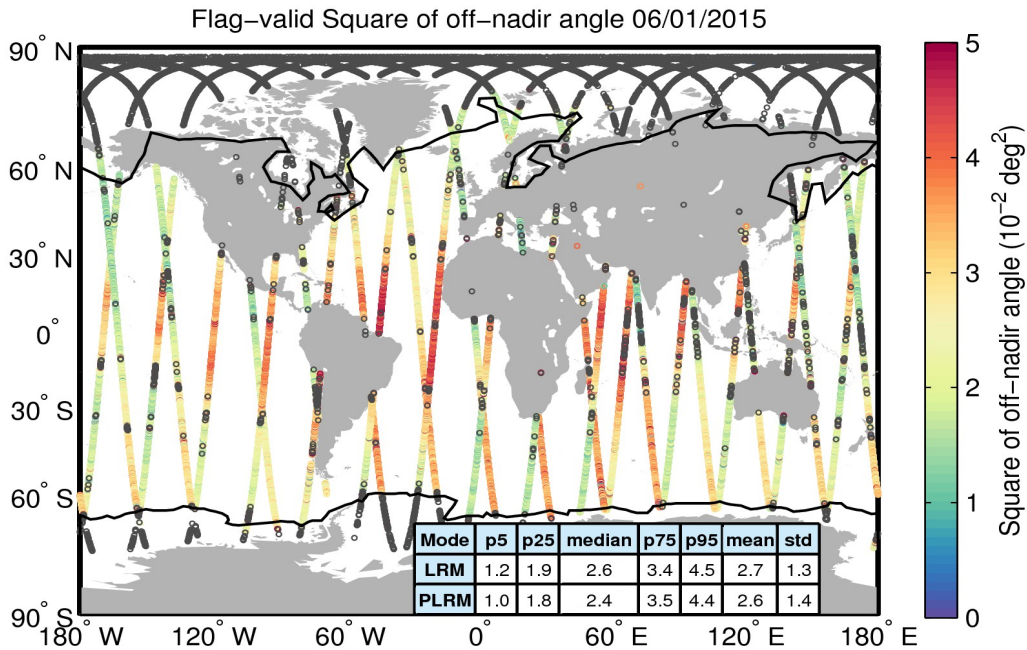 Flag−valid Square of off−nadir angle 06/01/2015
90° N
60° N
30° N
0°
30° S
60° S
90° S
180° W
120° W
60° W
0°
60° E
120° E
180° E
Mode p5 p25 median p75 p95 mean std
LRM 1.2 1.9 2.6 3.4 4.5 2.7 1.3
PLRM 1.0 1.8 2.4 3.5 4.4 2.6 1.4
5
4
3
2
1
0
Square of off−nadir angle (10⁻² deg²)